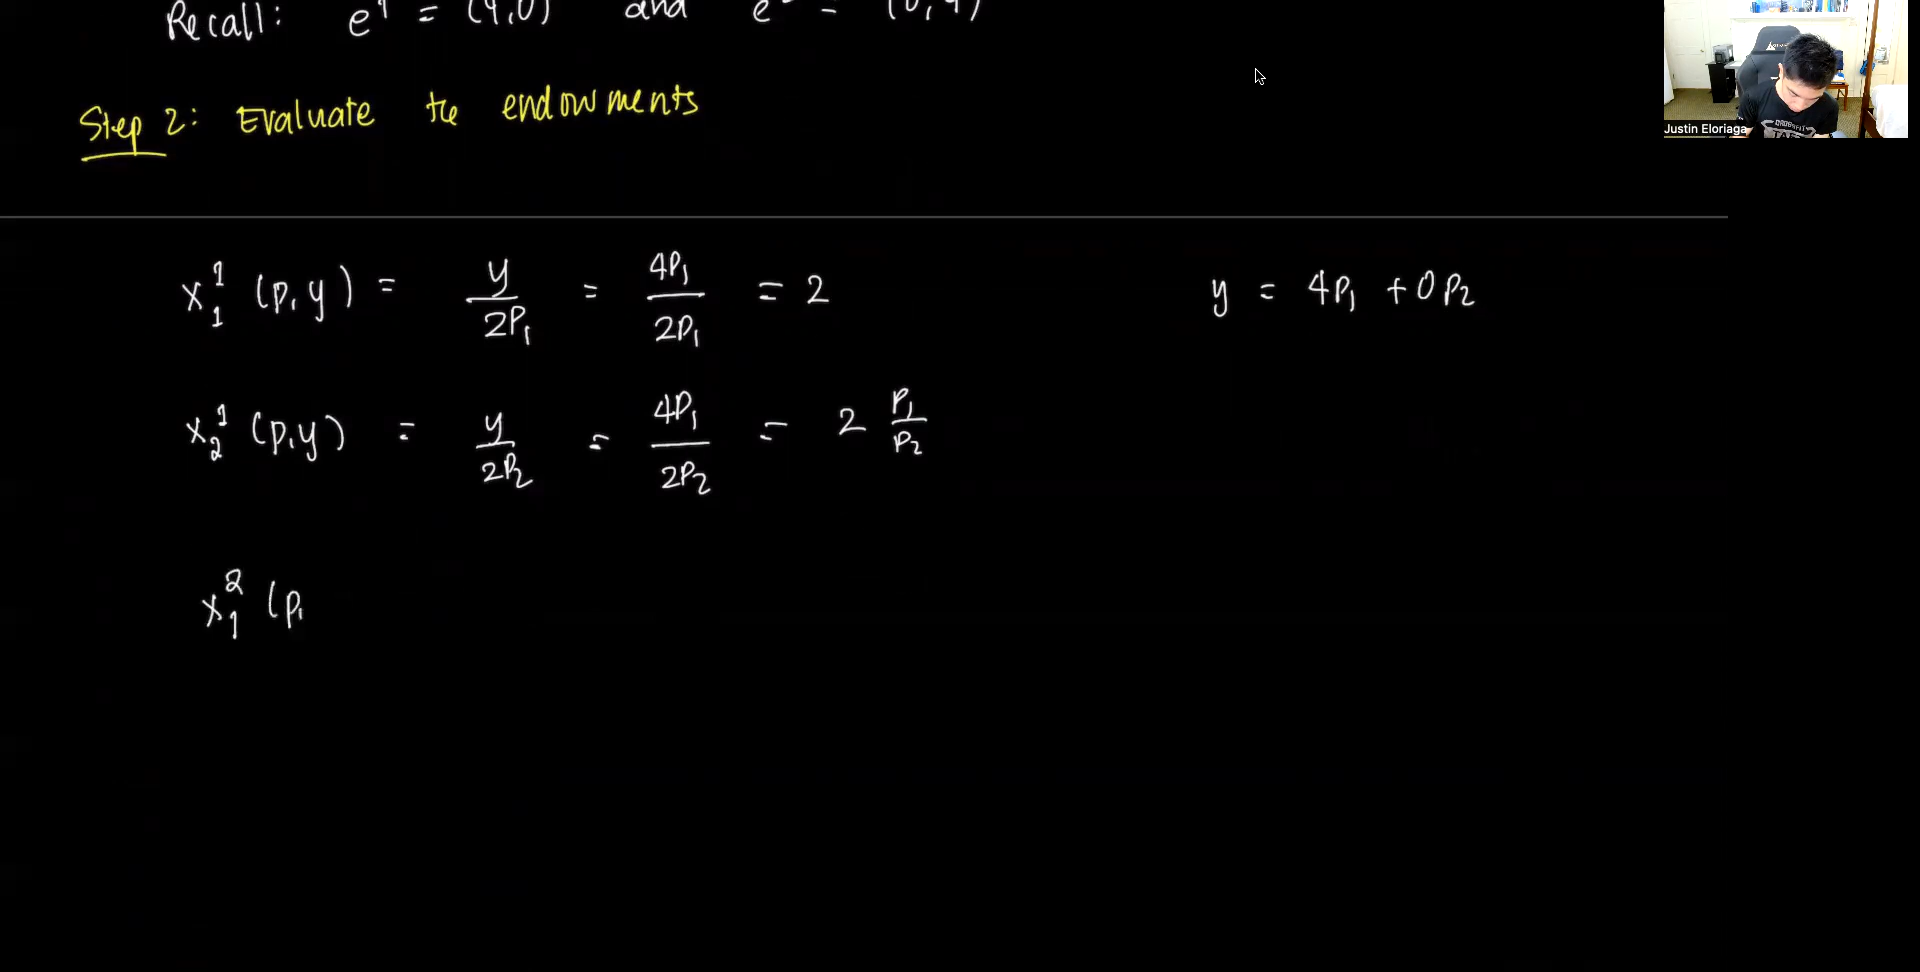 Recall: e¹ = (4,0) and e² = (0,4)
Step 2: Evaluate the endowments
x₁¹ (p,y) = y/2P₁ = 4P₁/2P₁ = 2
y = 4P₁ + 0P₂
x₂¹ (p,y) = y/2P₂ = 4P₁/2P₂ = 2 P₁/P₂
x₁² (p,
Justin Eloriaga